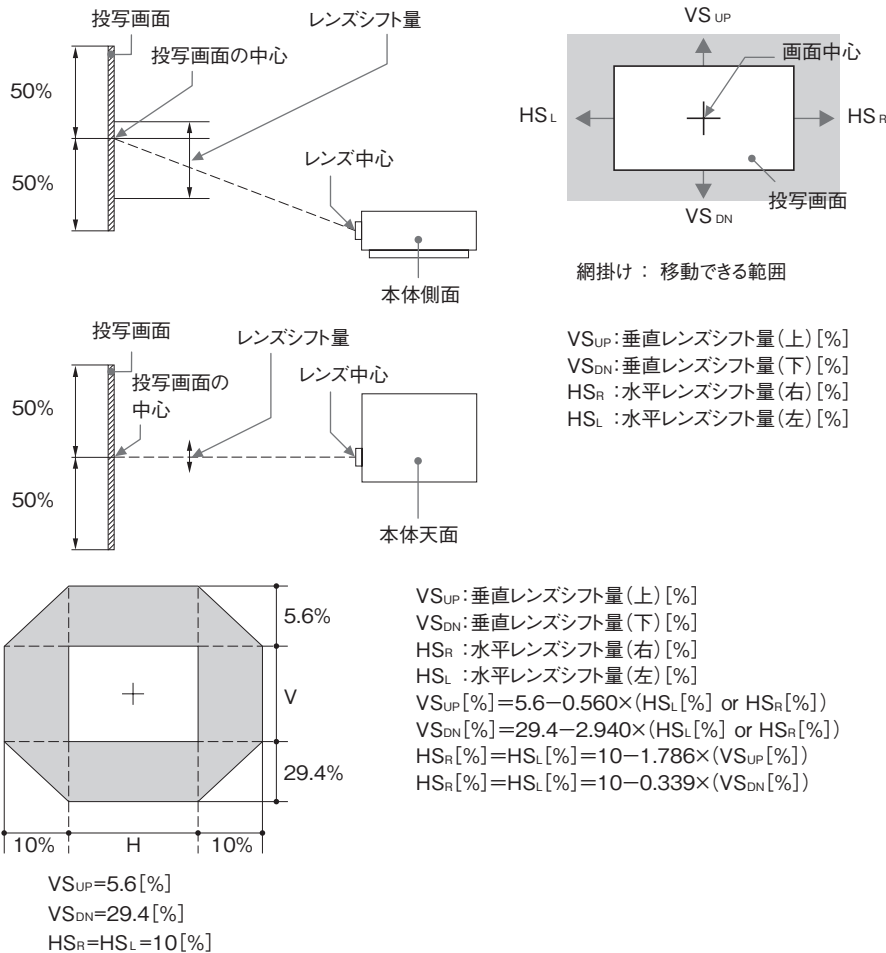 投写画面
レンズシフト量
投写画面の中心
50%
50%
レンズ中心
本体側面
VSUP
画面中心
HSL
HSR
VSDN
投写画面
網掛け : 移動できる範囲
投写画面
レンズシフト量
投写画面の
中心
レンズ中心
50%
50%
本体天面
VSUP:垂直レンズシフト量(上)[%]
VSDN:垂直レンズシフト量(下)[%]
HSR :水平レンズシフト量(右)[%]
HSL :水平レンズシフト量(左)[%]
5.6%
V
29.4%
10%
H
10%
VSUP=5.6[%]
VSDN=29.4[%]
HSR=HSL=10[%]
VSUP:垂直レンズシフト量(上)[%]
VSDN:垂直レンズシフト量(下)[%]
HSR :水平レンズシフト量(右)[%]
HSL :水平レンズシフト量(左)[%]
VSUP[%]=5.6−0.560×(HSL[%] or HSR[%])
VSDN[%]=29.4−2.940×(HSL[%] or HSR[%])
HSR[%]=HSL[%]=10−1.786×(VSUP[%])
HSR[%]=HSL[%]=10−0.339×(VSDN[%])